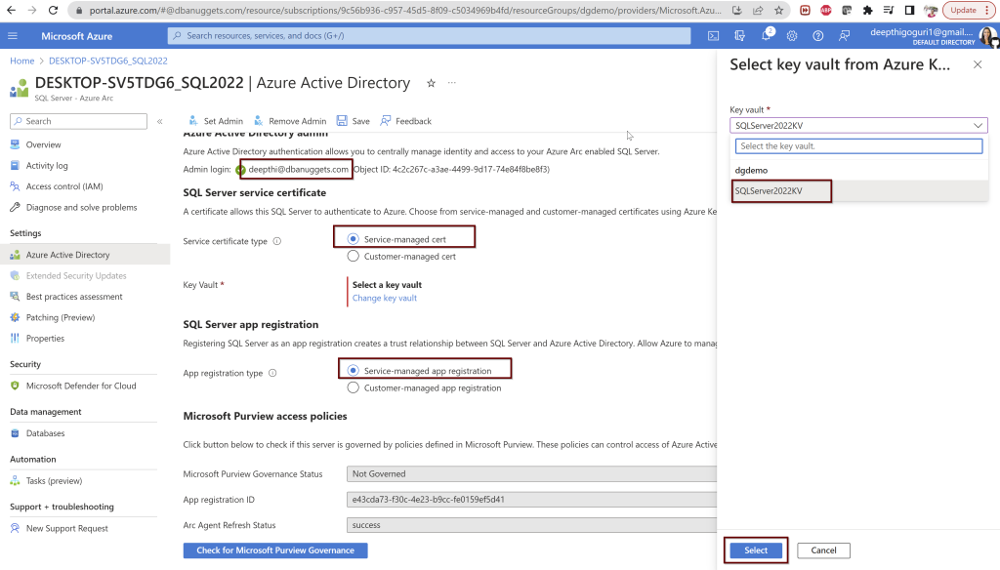 portal.azure.com/#@dbanuggets.com/resource/subscriptions/9c56b936-c957-45d5-8f09-c5034969b4fd/resourceGroups/dgdemo/providers/Microsoft.Azu...
Update
Microsoft Azure
Search resources, services, and docs (G+/)
2
deepthigoguri1@gmail....
DEFAULT DIRECTORY
Home > DESKTOP-SV5TDG6_SQL2022
DESKTOP-SV5TDG6_SQL2022 | Azure Active Directory
SQL Server - Azure Arc
Search
Overview
Activity log
Access control (IAM)
Diagnose and solve problems
Settings
Azure Active Directory
Extended Security Updates
Best practices assessment
Patching (Preview)
Properties
Security
Microsoft Defender for Cloud
Data management
Databases
Automation
Tasks (preview)
Support + troubleshooting
New Support Request
Set Admin Remove Admin Save Feedback
Azure Active Directory admin
Azure Active Directory authentication allows you to centrally manage identity and access to your Azure Arc enabled SQL Server.
Admin login: deepthi@dbanuggets.com Object ID: 4c2c267c-a3ae-4499-9d17-74e84f8be8f3)
SQL Server service certificate
A certificate allows this SQL Server to authenticate to Azure. Choose from service-managed and customer-managed certificates using Azure Ke
Service certificate type
Service-managed cert
Customer-managed cert
Key Vault *
Select a key vault
Change key vault
SQL Server app registration
Registering SQL Server as an app registration creates a trust relationship between SQL Server and Azure Active Directory. Allow Azure to manag
App registration type
Service-managed app registration
Customer-managed app registration
Microsoft Purview access policies
Click button below to check if this server is governed by policies defined in Microsoft Purview. These policies can control access of Azure Active
Microsoft Purview Governance Status Not Governed
App registration ID e43cda73-f30c-4e23-b9cc-fe0159ef5d41
Arc Agent Refresh Status success
Check for Microsoft Purview Governance
Select key vault from Azure K...
Key vault *
SQLServer2022KV
Select the key vault.
dgdemo
SQLServer2022KV
Select
Cancel